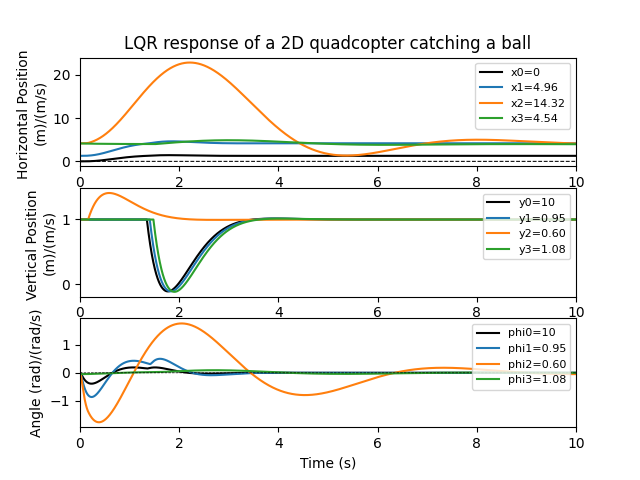 LQR response of a 2D quadcopter catching a ball
Horizontal Position
(m)/(m/s)
20
10
0
x0=0
x1=4.96
x2=14.32
x3=4.54
0 2 4 6 8 10
Vertical Position
(m)/(m/s)
1
0
y0=10
y1=0.95
y2=0.60
y3=1.08
0 2 4 6 8 10
Angle (rad)/(rad/s)
1
0
−1
phi0=10
phi1=0.95
phi2=0.60
phi3=1.08
0 2 4 6 8 10
Time (s)